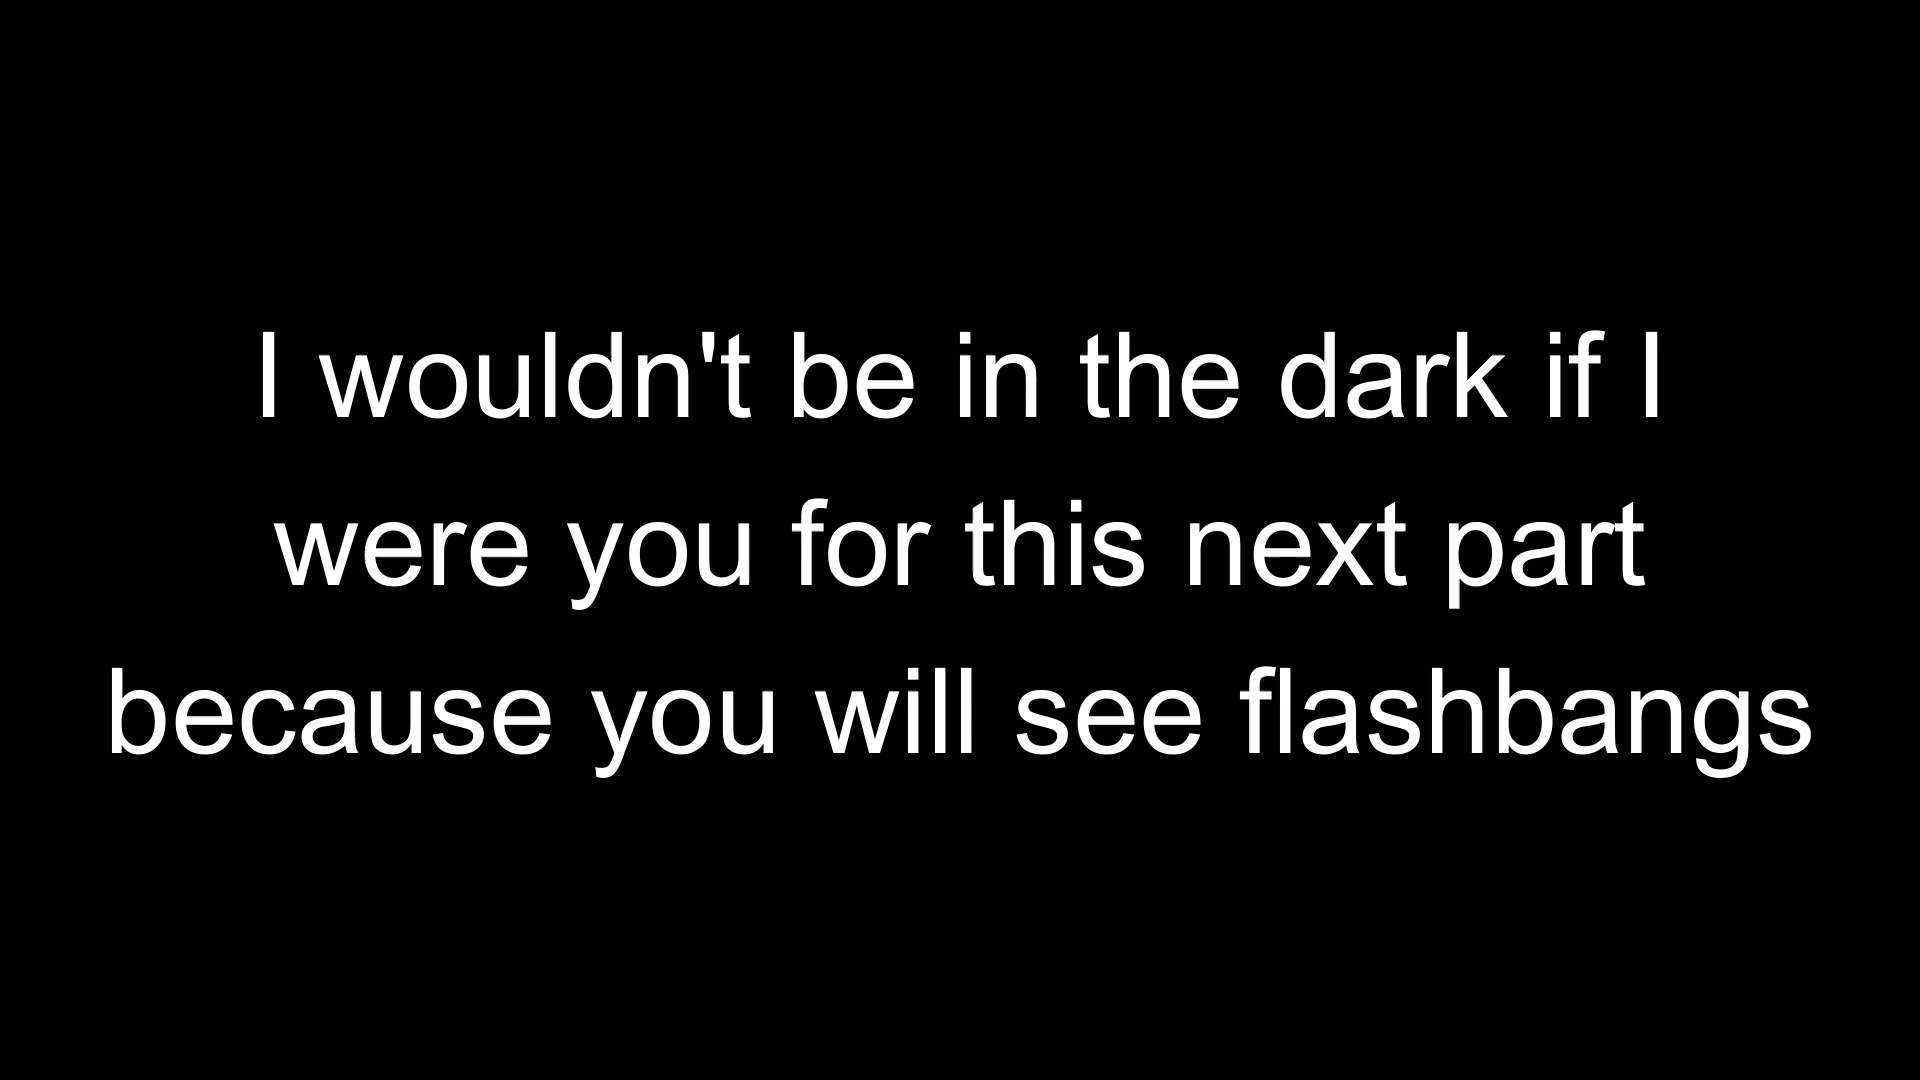 I wouldn't be in the dark if I
were you for this next part
because you will see flashbangs